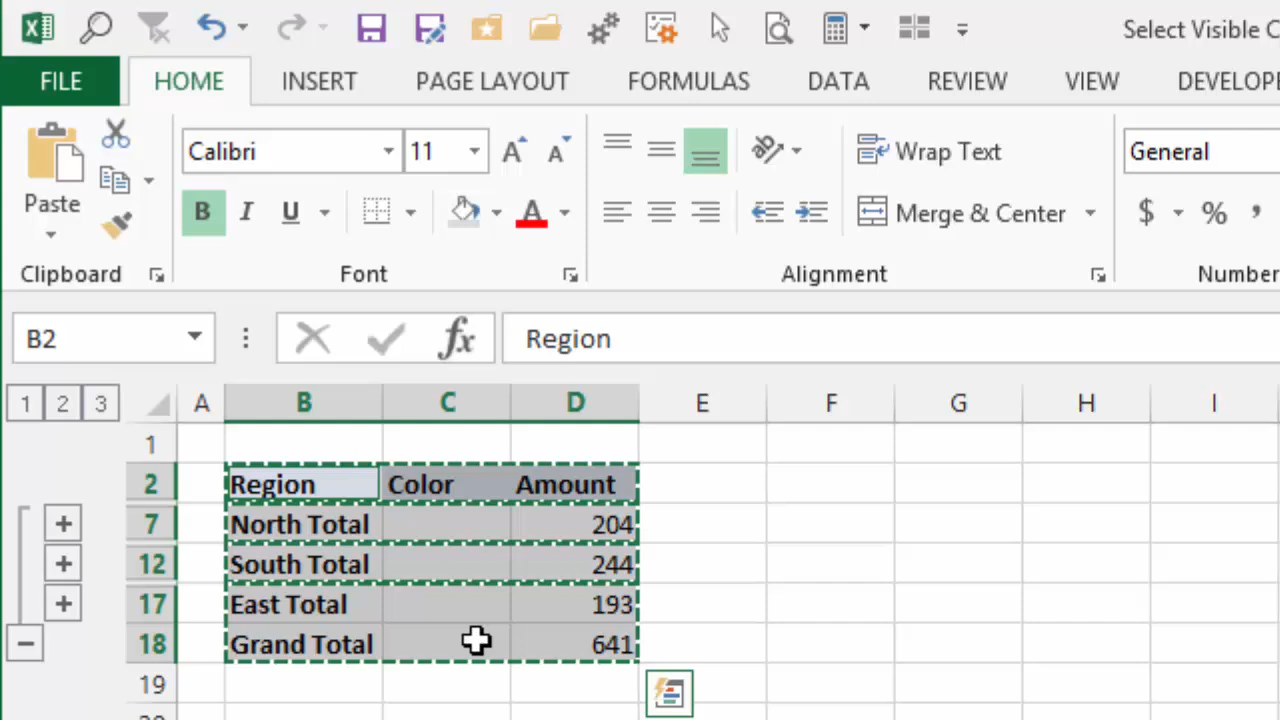 Select Visible C
FILE HOME INSERT PAGE LAYOUT FORMULAS DATA REVIEW VIEW DEVELOPE
Calibri 11 Wrap Text General
Paste B I U A Merge & Center $ % ,
Clipboard Font Alignment Number
B2 fx Region
1 2 3 A B C D E F G H I
1
2 Region Color Amount
7 North Total 204
12 South Total 244
17 East Total 193
18 Grand Total 641
19